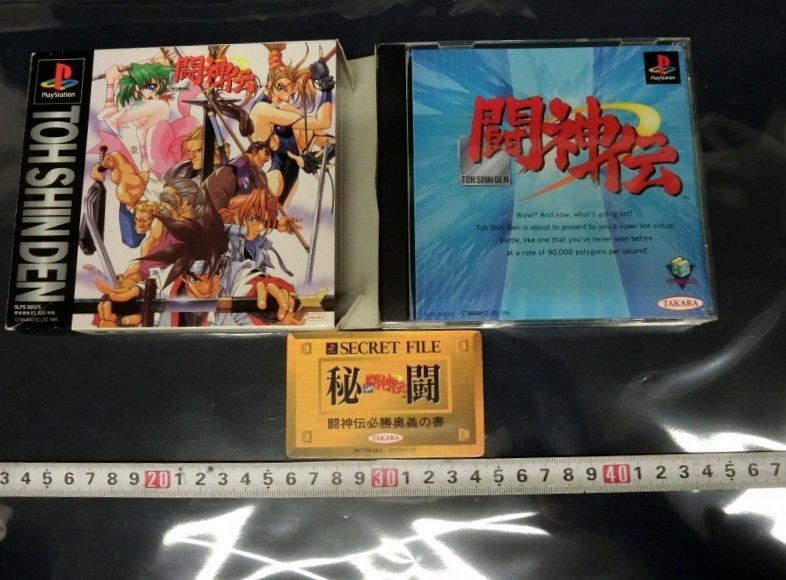 PlayStation
TOH SHIN DEN
SLPS 00025
闘神伝
TAKARA
闘神伝
TOH SHIN DEN
Waw!? And now, what's going on!?
Toh Shin Den is about to present to you a super hot virtual
battle, like one that you've never seen before
at a rate of 90,000 polygons per second!
TAKARA
PlayStation
SECRET FILE
秘 闘神伝 闘
闘神伝必勝奥義の書
TAKARA
NOT FOR SALE
3 4 5 6 7 8 9 20 1 2 3 4 5 6 7 8 9 30 1 2 3 4 5 6 7 8 9 40 1 2 3 4 5 6 7